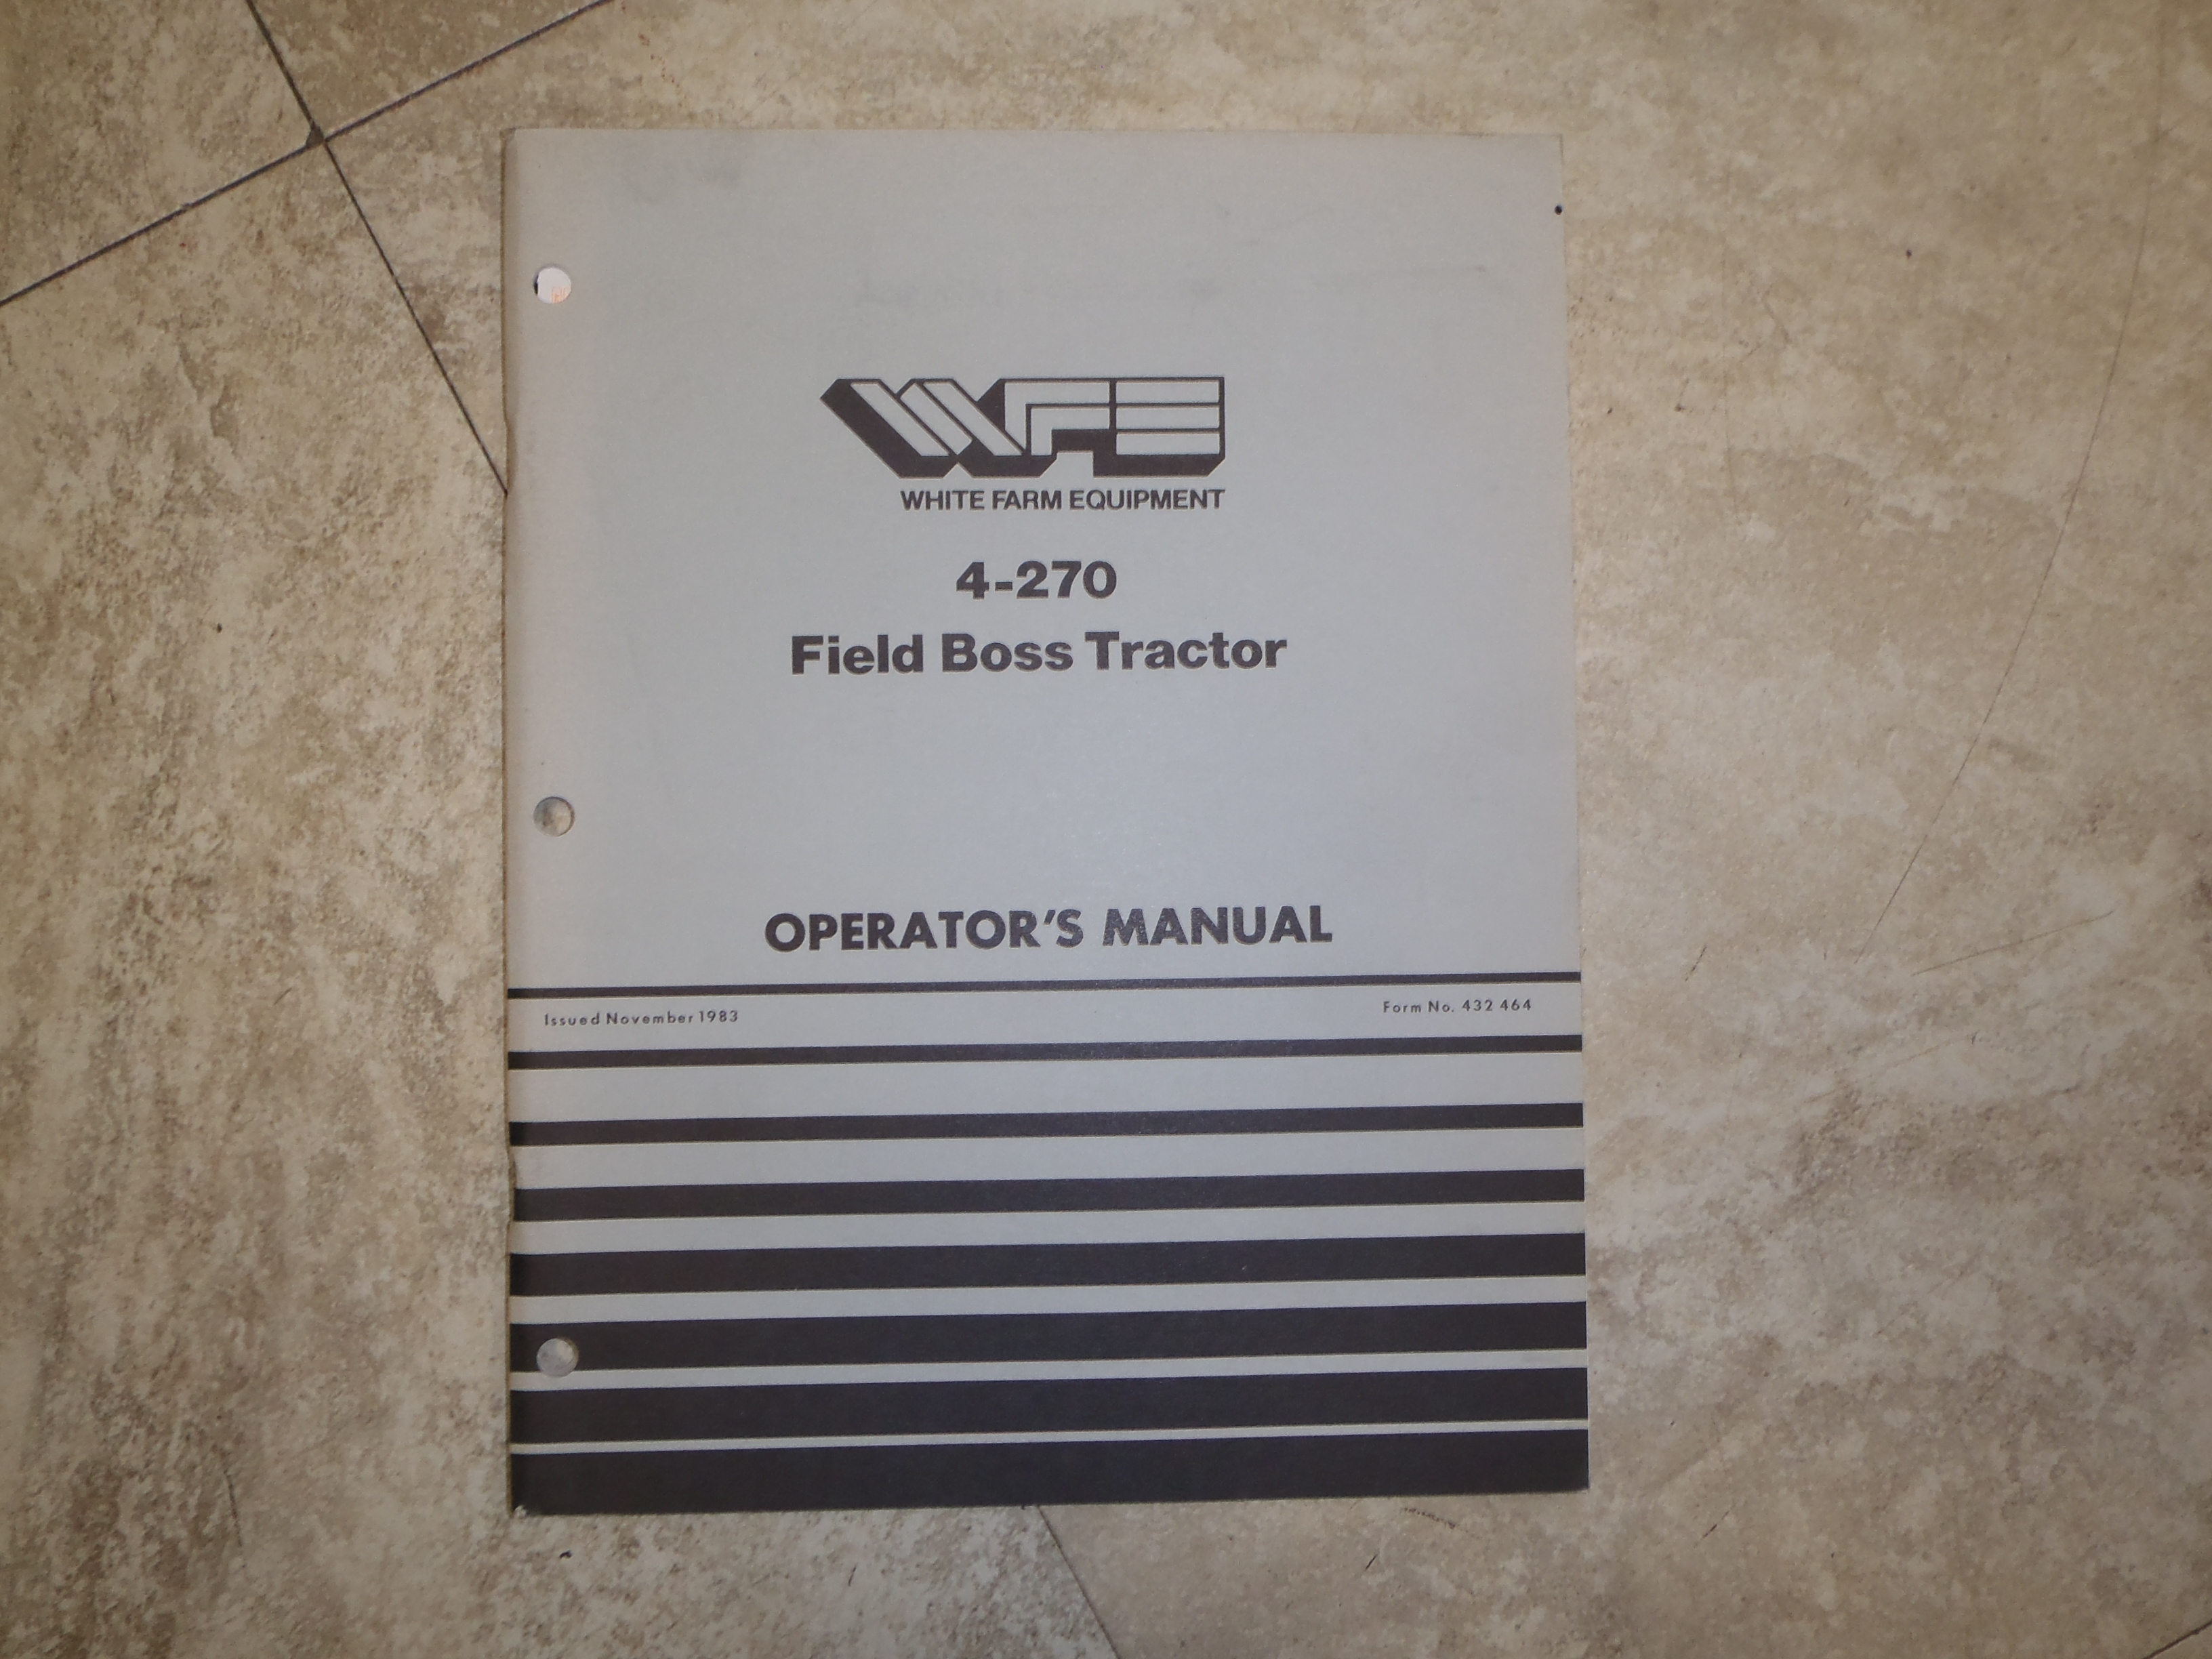 WFE
WHITE FARM EQUIPMENT
4-270
Field Boss Tractor
OPERATOR'S MANUAL
Issued November 1983
Form No. 432 464